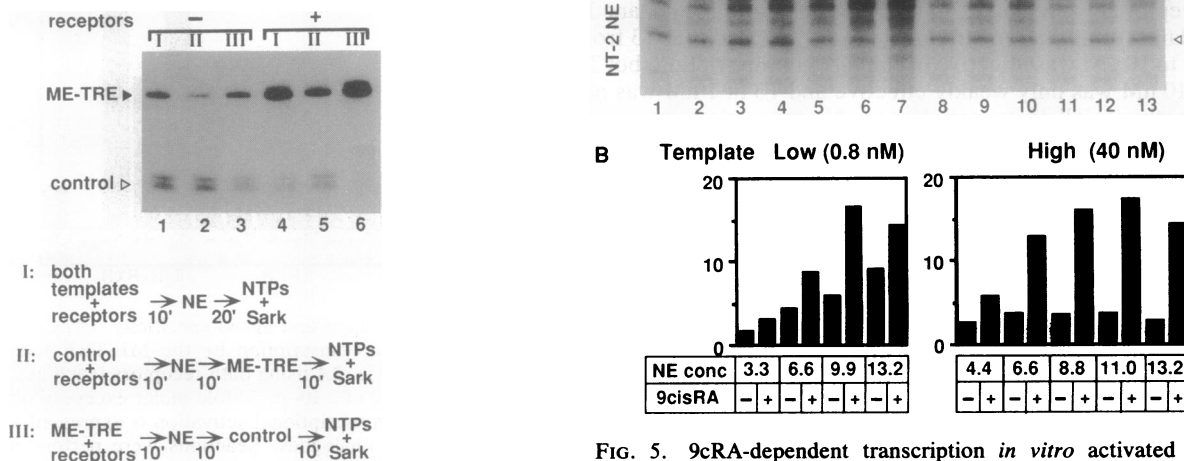 receptors − +
I II III I II III
ME-TRE
control
1 2 3 4 5 6
I: both
templates NTPs
+ → NE → +
receptors 10' 20' Sark
II: control NTPs
+ → NE → ME-TRE → +
receptors 10' 10' 10' Sark
III: ME-TRE NTPs
+ → NE → control → +
receptors 10' 10' 10' Sark
NT-2 NE
1 2 3 4 5 6 7 8 9 10 11 12 13
B Template Low (0.8 nM) High (40 nM)
20 20
10 10
0 0
NE conc 3.3 6.6 9.9 13.2 4.4 6.6 8.8 11.0 13.2
9cisRA − + − + − + − + − + − + − + − + − +
FIG. 5. 9cRA-dependent transcription in vitro activated